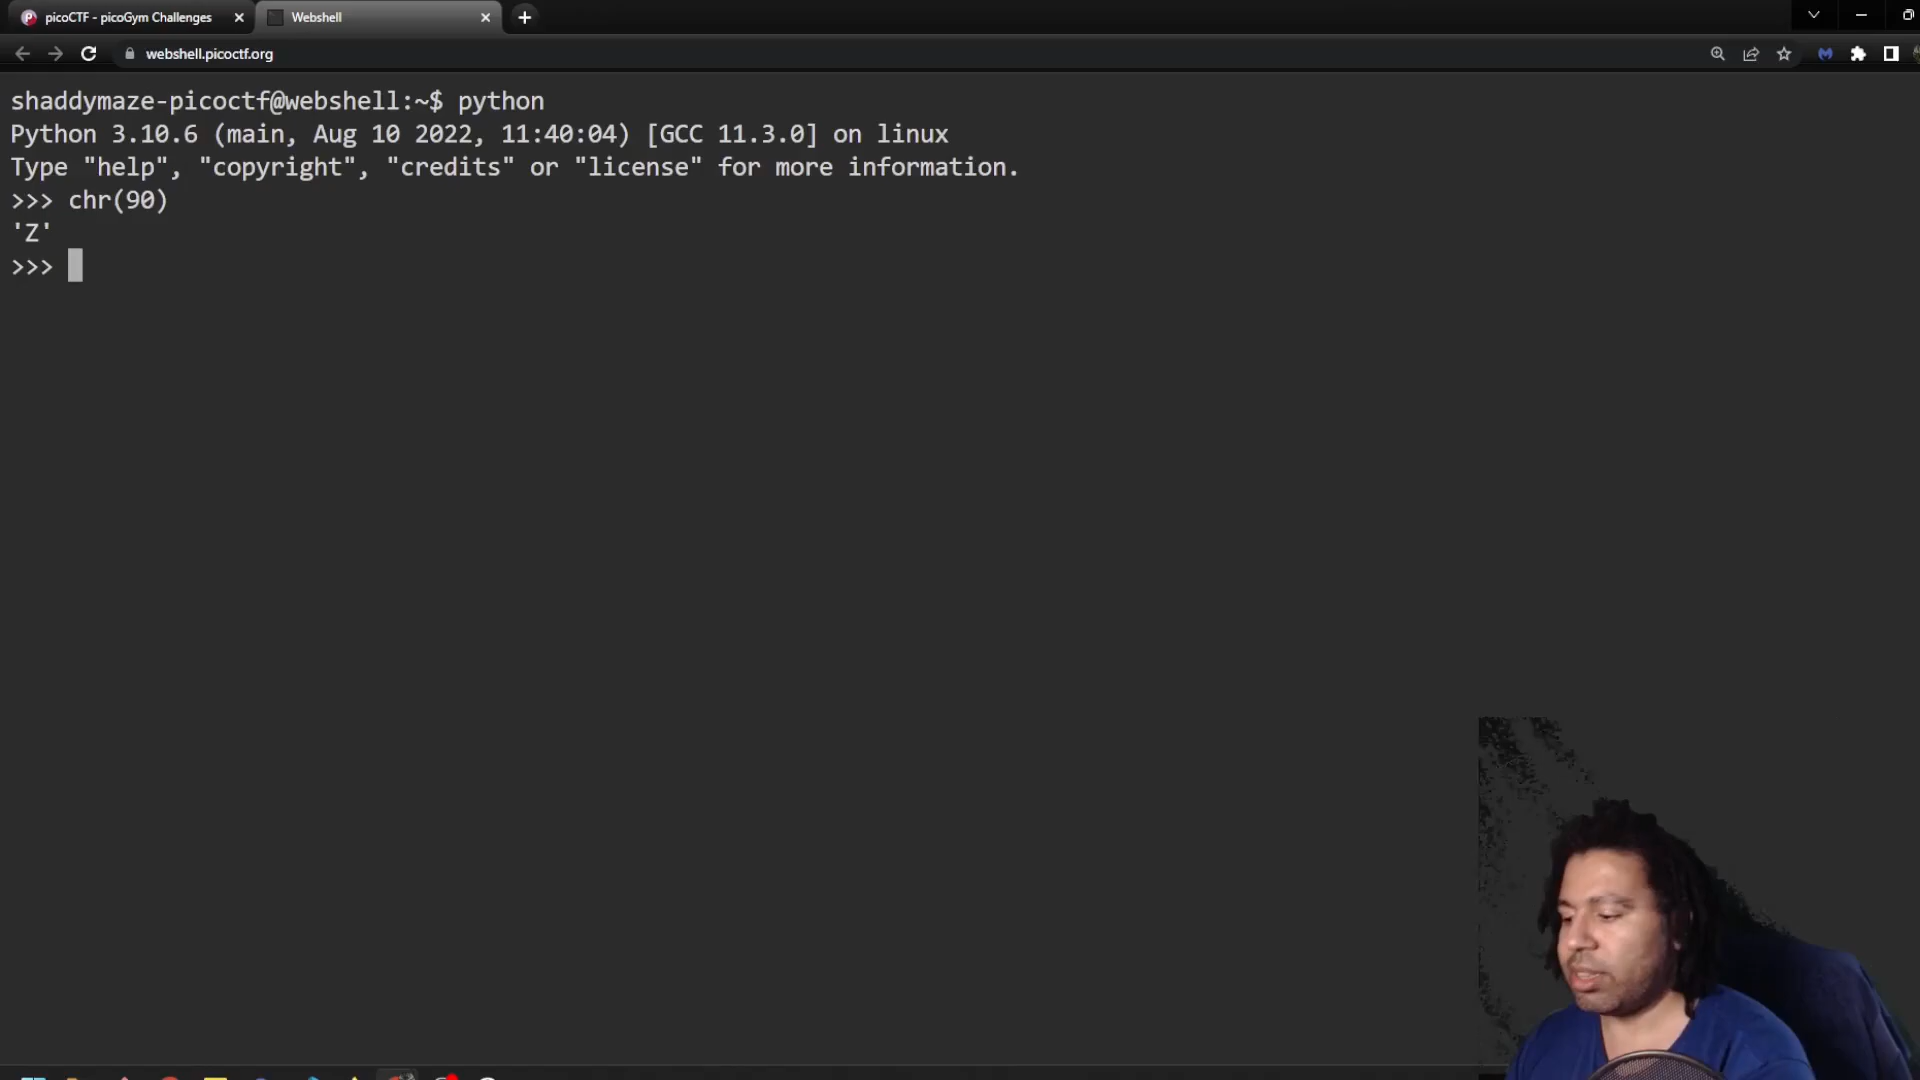 picoCTF - picoGym Challenges
Webshell
webshell.picoctf.org
shaddymaze-picoctf@webshell:~$ python
Python 3.10.6 (main, Aug 10 2022, 11:40:04) [GCC 11.3.0] on linux
Type "help", "copyright", "credits" or "license" for more information.
>>> chr(90)
'Z'
>>>